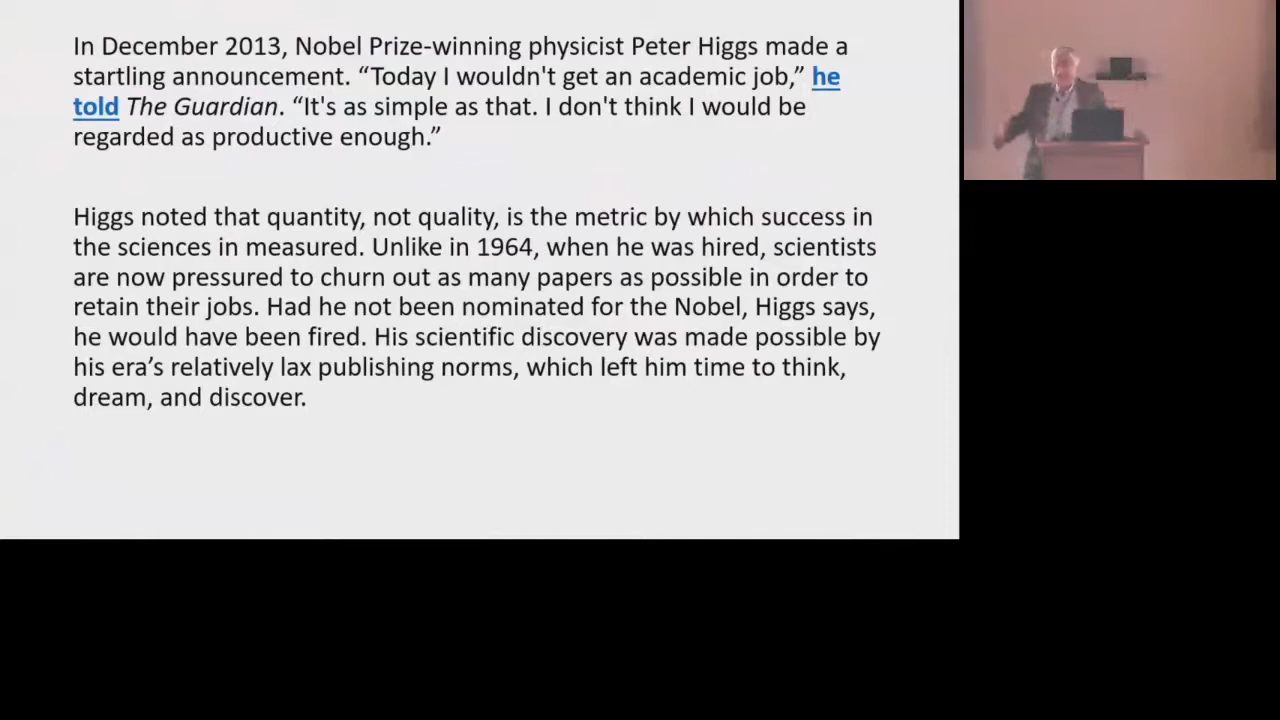 In December 2013, Nobel Prize-winning physicist Peter Higgs made a
startling announcement. “Today I wouldn't get an academic job,” he
told The Guardian. “It's as simple as that. I don't think I would be
regarded as productive enough.”
Higgs noted that quantity, not quality, is the metric by which success in
the sciences in measured. Unlike in 1964, when he was hired, scientists
are now pressured to churn out as many papers as possible in order to
retain their jobs. Had he not been nominated for the Nobel, Higgs says,
he would have been fired. His scientific discovery was made possible by
his era’s relatively lax publishing norms, which left him time to think,
dream, and discover.